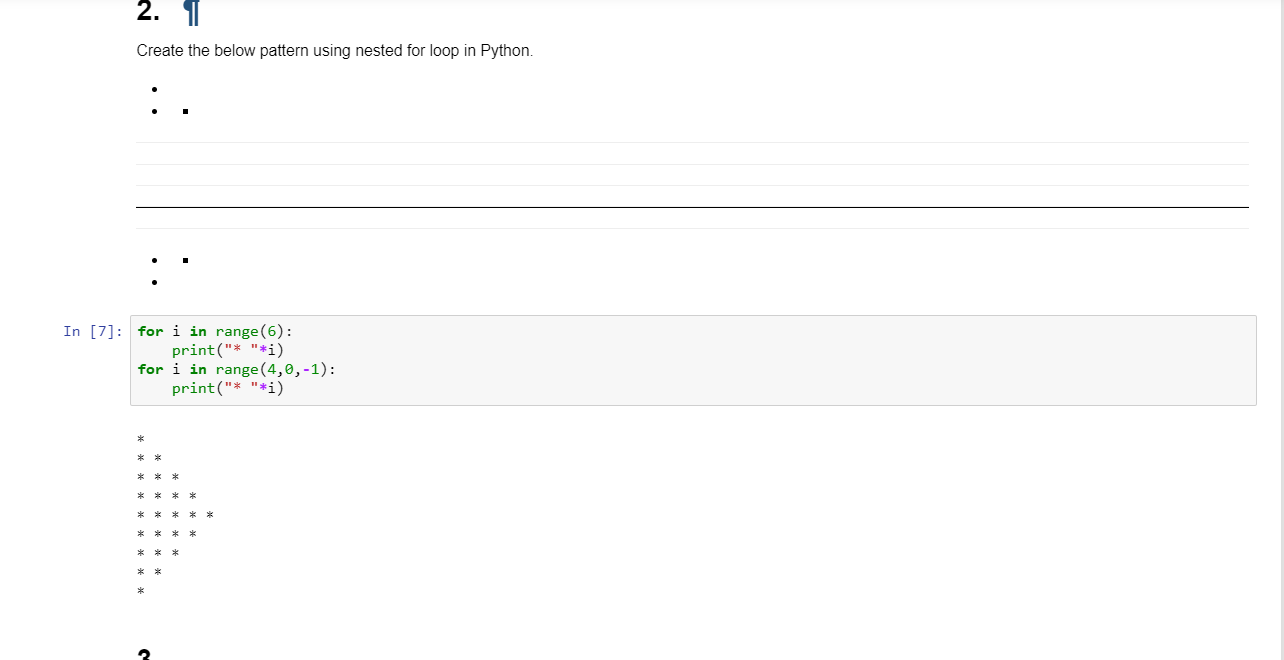 2. ¶
Create the below pattern using nested for loop in Python.
In [7]: for i in range(6):
print("* "*i)
for i in range(4,0,-1):
print("* "*i)
*
* *
* * *
* * * *
* * * * *
* * * *
* * *
* *
*
3